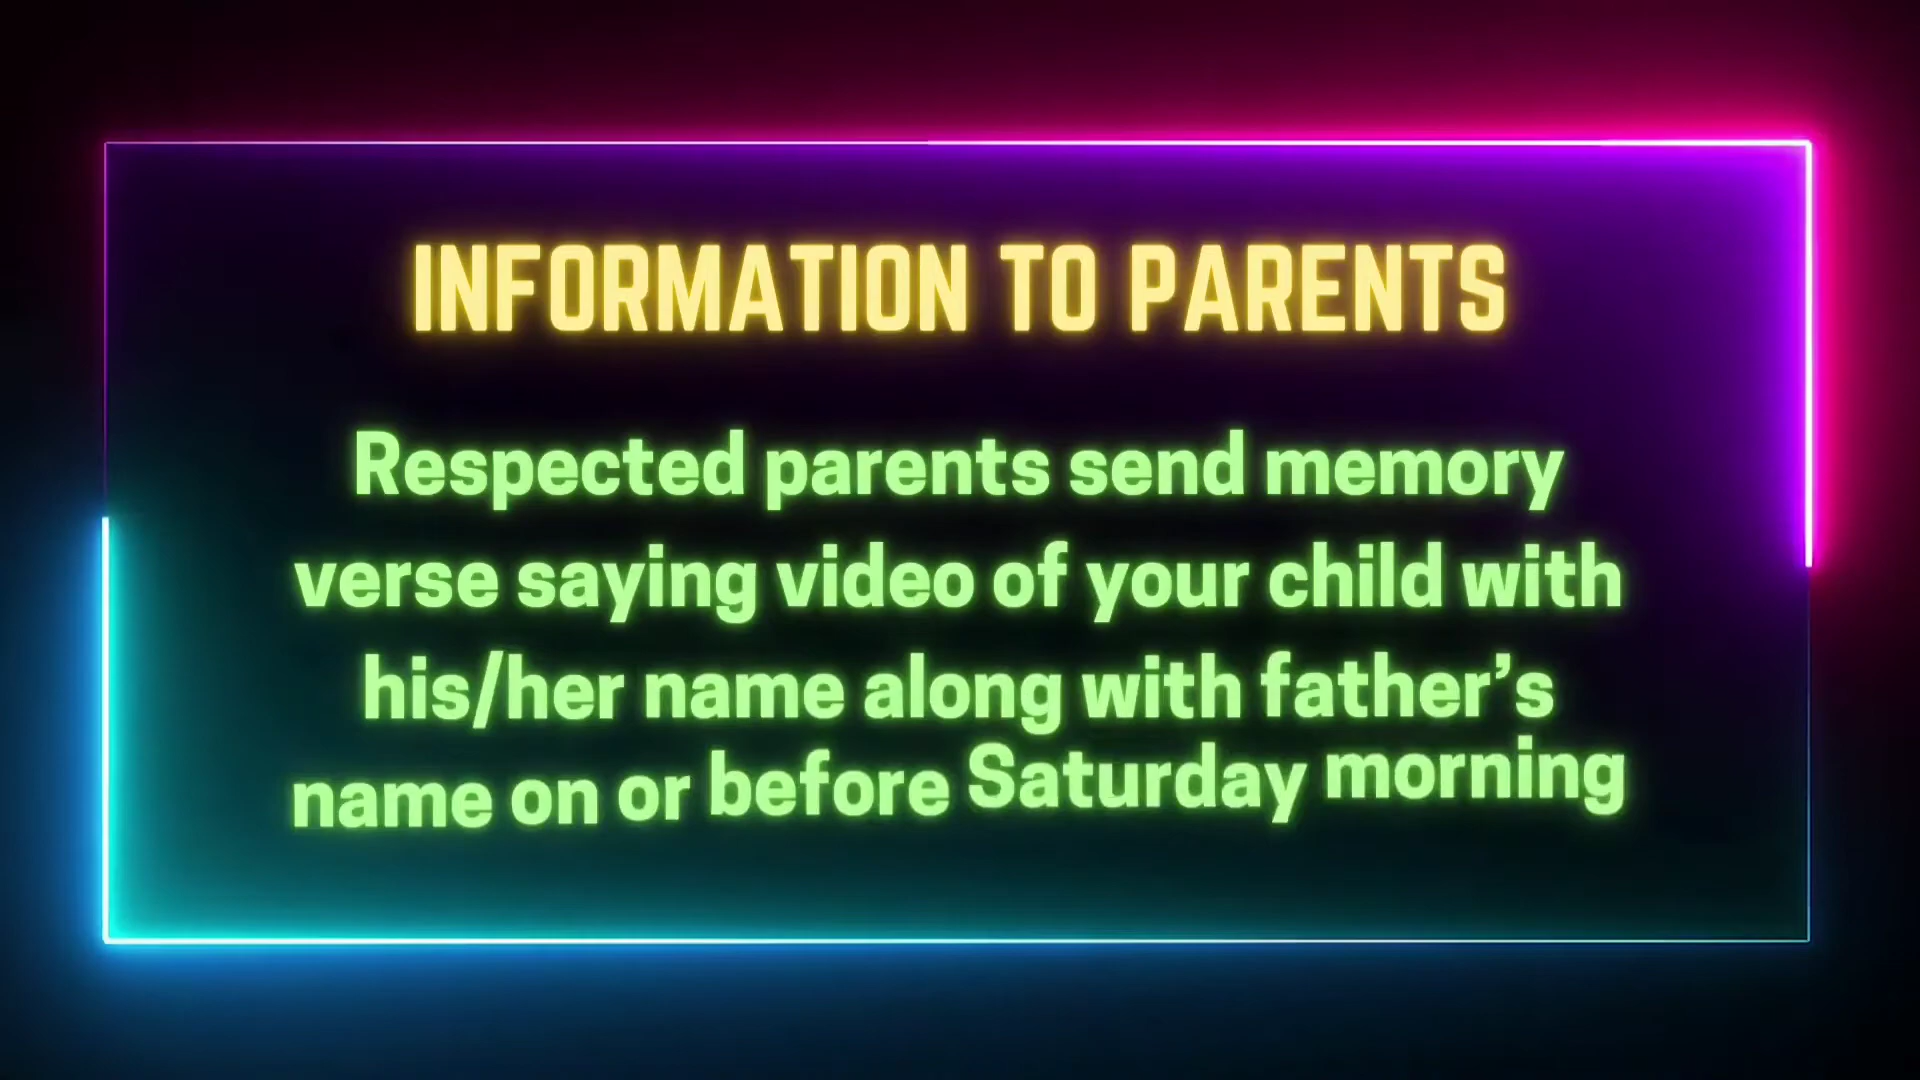 INFORMATION TO PARENTS
Respected parents send memory
verse saying video of your child with
his/her name along with father’s
name on or before Saturday morning